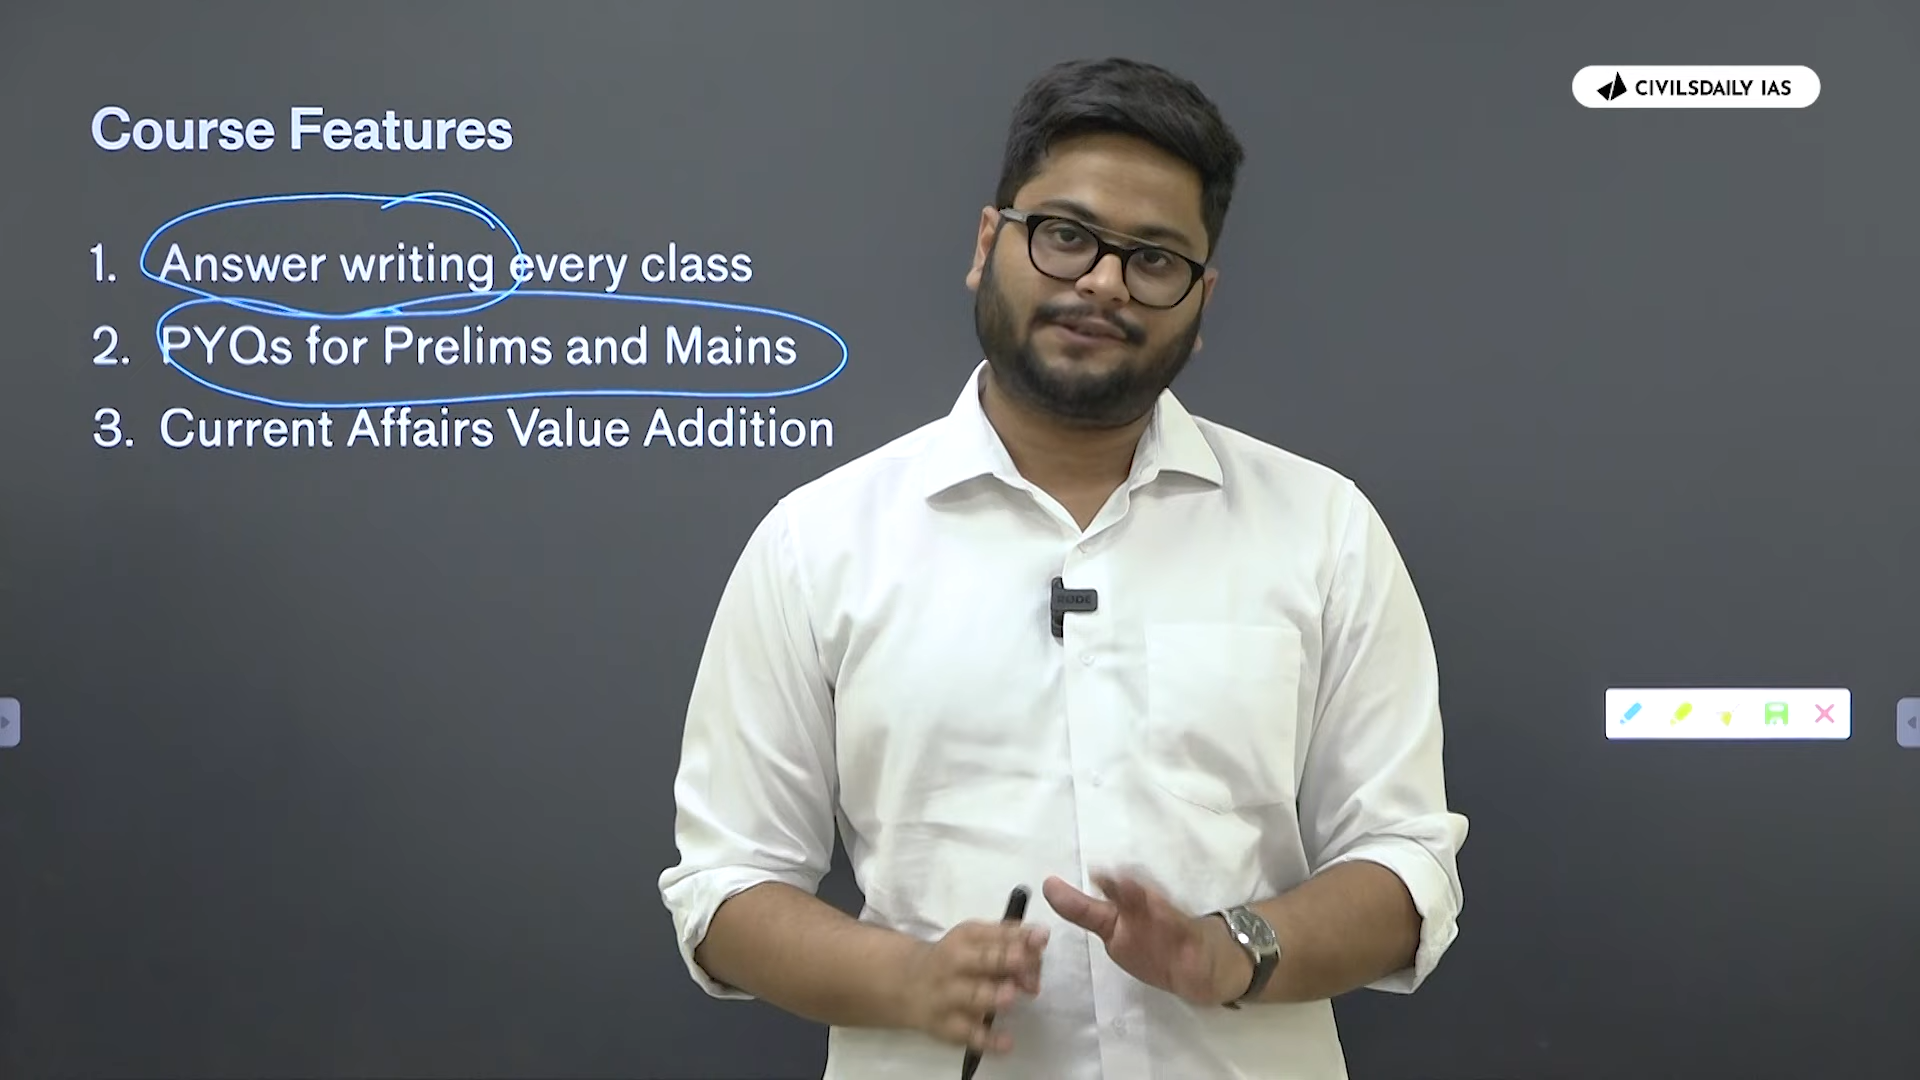 CIVILSDAILY IAS
Course Features
1. Answer writing every class
2. PYQs for Prelims and Mains
3. Current Affairs Value Addition
RØDE